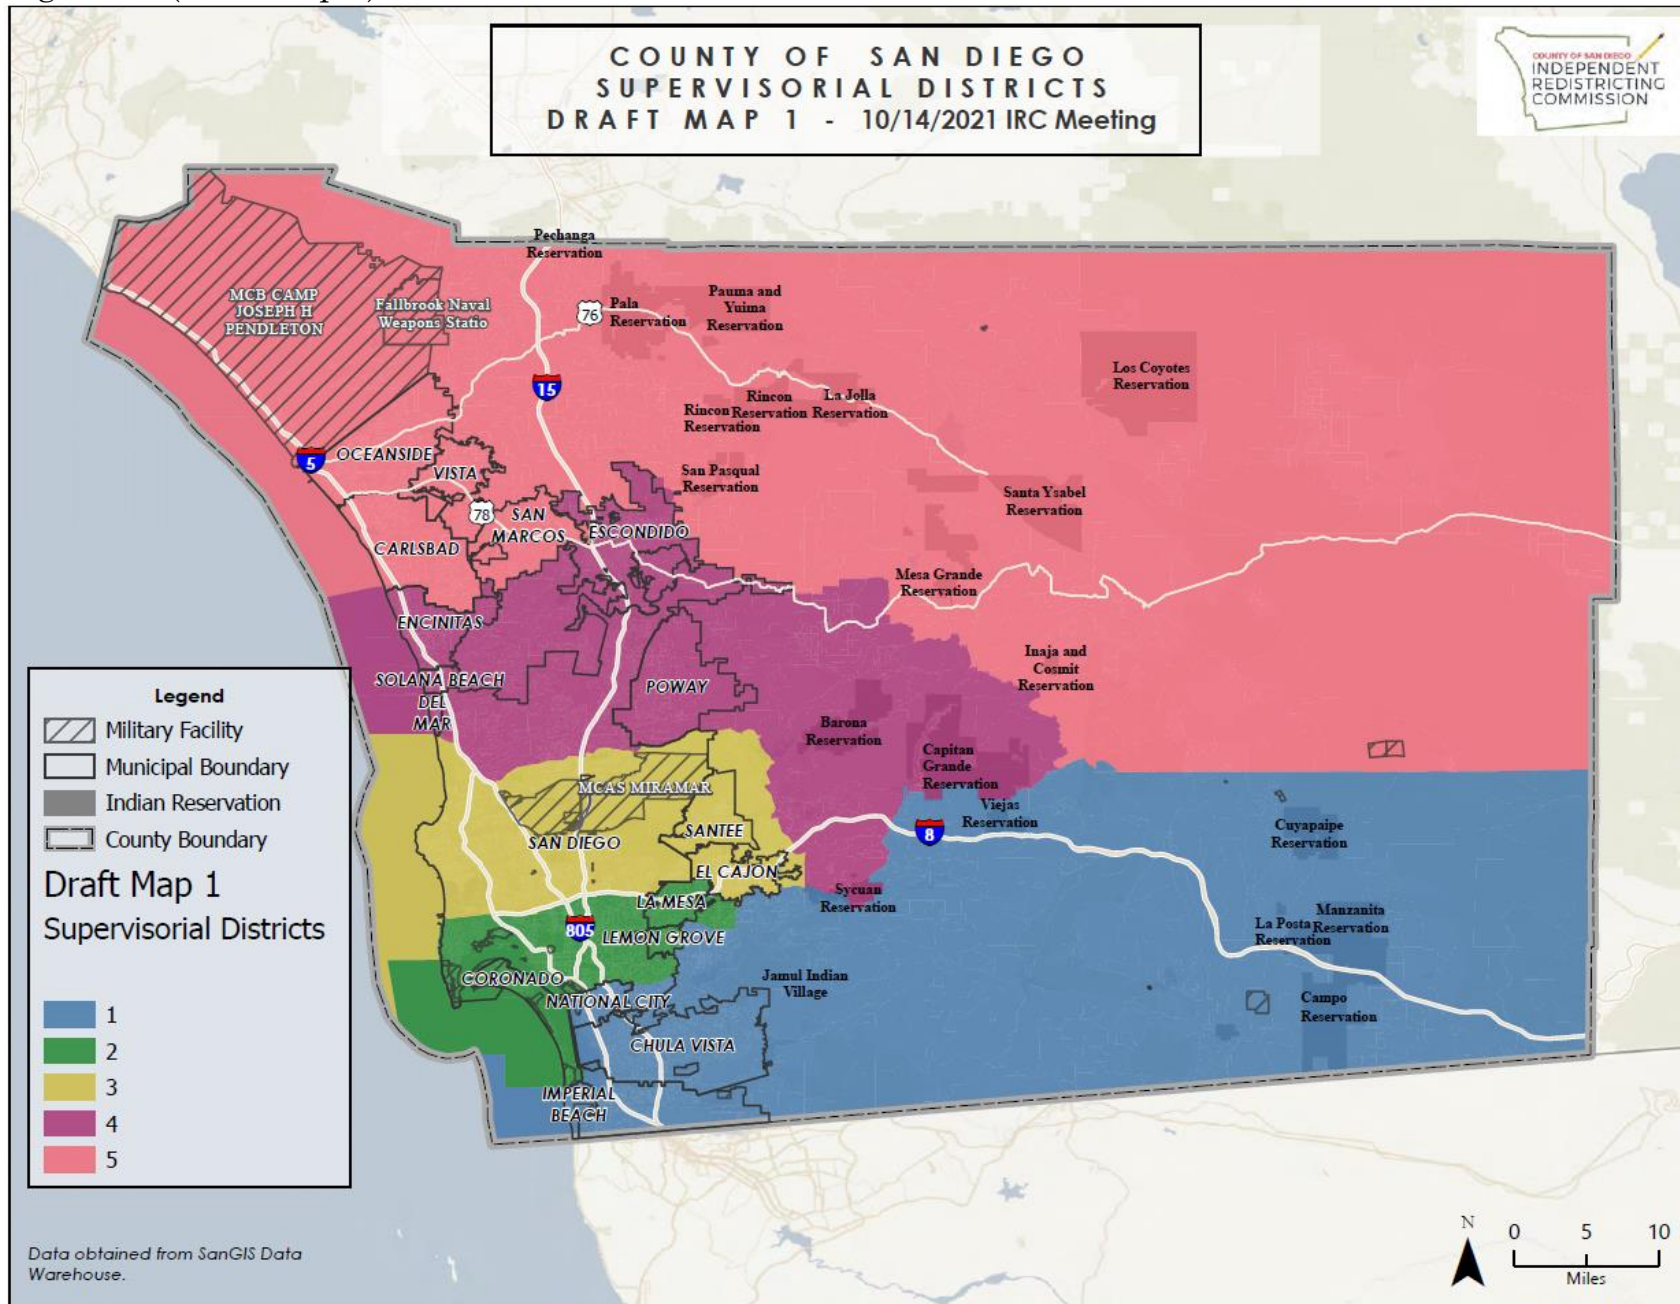 COUNTY OF SAN DIEGO
SUPERVISORIAL DISTRICTS
DRAFT MAP 1 - 10/14/2021 IRC Meeting
COUNTY OF SAN DIEGO
INDEPENDENT
REDISTRICTING
COMMISSION
Pechanga
Reservation
MCB CAMP
JOSEPH H
PENDLETON
Fallbrook Naval
Weapons Statio
76
Pala
Reservation
Pauma and
Yuima
Reservation
15
Los Coyotes
Reservation
Rincon
Reservation
La Jolla
Reservation
Rincon
Reservation
5
OCEANSIDE
VISTA
San Pasqual
Reservation
Santa Ysabel
Reservation
78
SAN
MARCOS
ESCONDIDO
CARLSBAD
Mesa Grande
Reservation
ENCINITAS
Inaja and
Cosmit
Reservation
SOLANA BEACH
DEL
MAR
POWAY
Barona
Reservation
Capitan
Grande
Reservation
MCAS MIRAMAR
Viejas
Reservation
SAN DIEGO
SANTEE
8
Cuyapaipe
Reservation
EL CAJON
LA MESA
Sycuan
Reservation
Manzanita
Reservation
La Posta
Reservation
805
LEMON GROVE
CORONADO
NATIONAL CITY
Jamul Indian
Village
Campo
Reservation
CHULA VISTA
IMPERIAL
BEACH
Legend
Military Facility
Municipal Boundary
Indian Reservation
County Boundary
Draft Map 1
Supervisorial Districts
1
2
3
4
5
Data obtained from SanGIS Data
Warehouse.
N
0 5 10
Miles